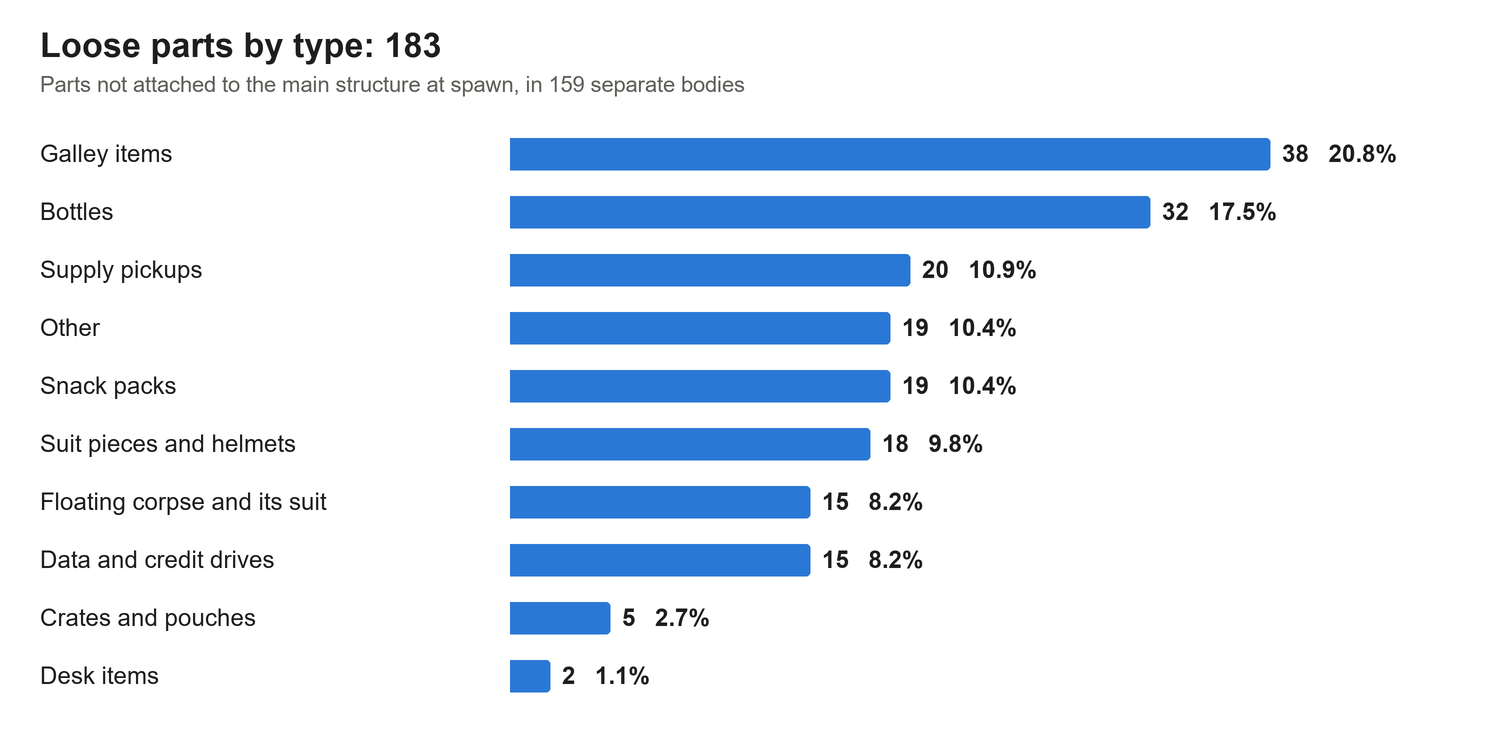 Loose parts by type: 183
Parts not attached to the main structure at spawn, in 159 separate bodies
Galley items 38 20.8%
Bottles 32 17.5%
Supply pickups 20 10.9%
Other 19 10.4%
Snack packs 19 10.4%
Suit pieces and helmets 18 9.8%
Floating corpse and its suit 15 8.2%
Data and credit drives 15 8.2%
Crates and pouches 5 2.7%
Desk items 2 1.1%